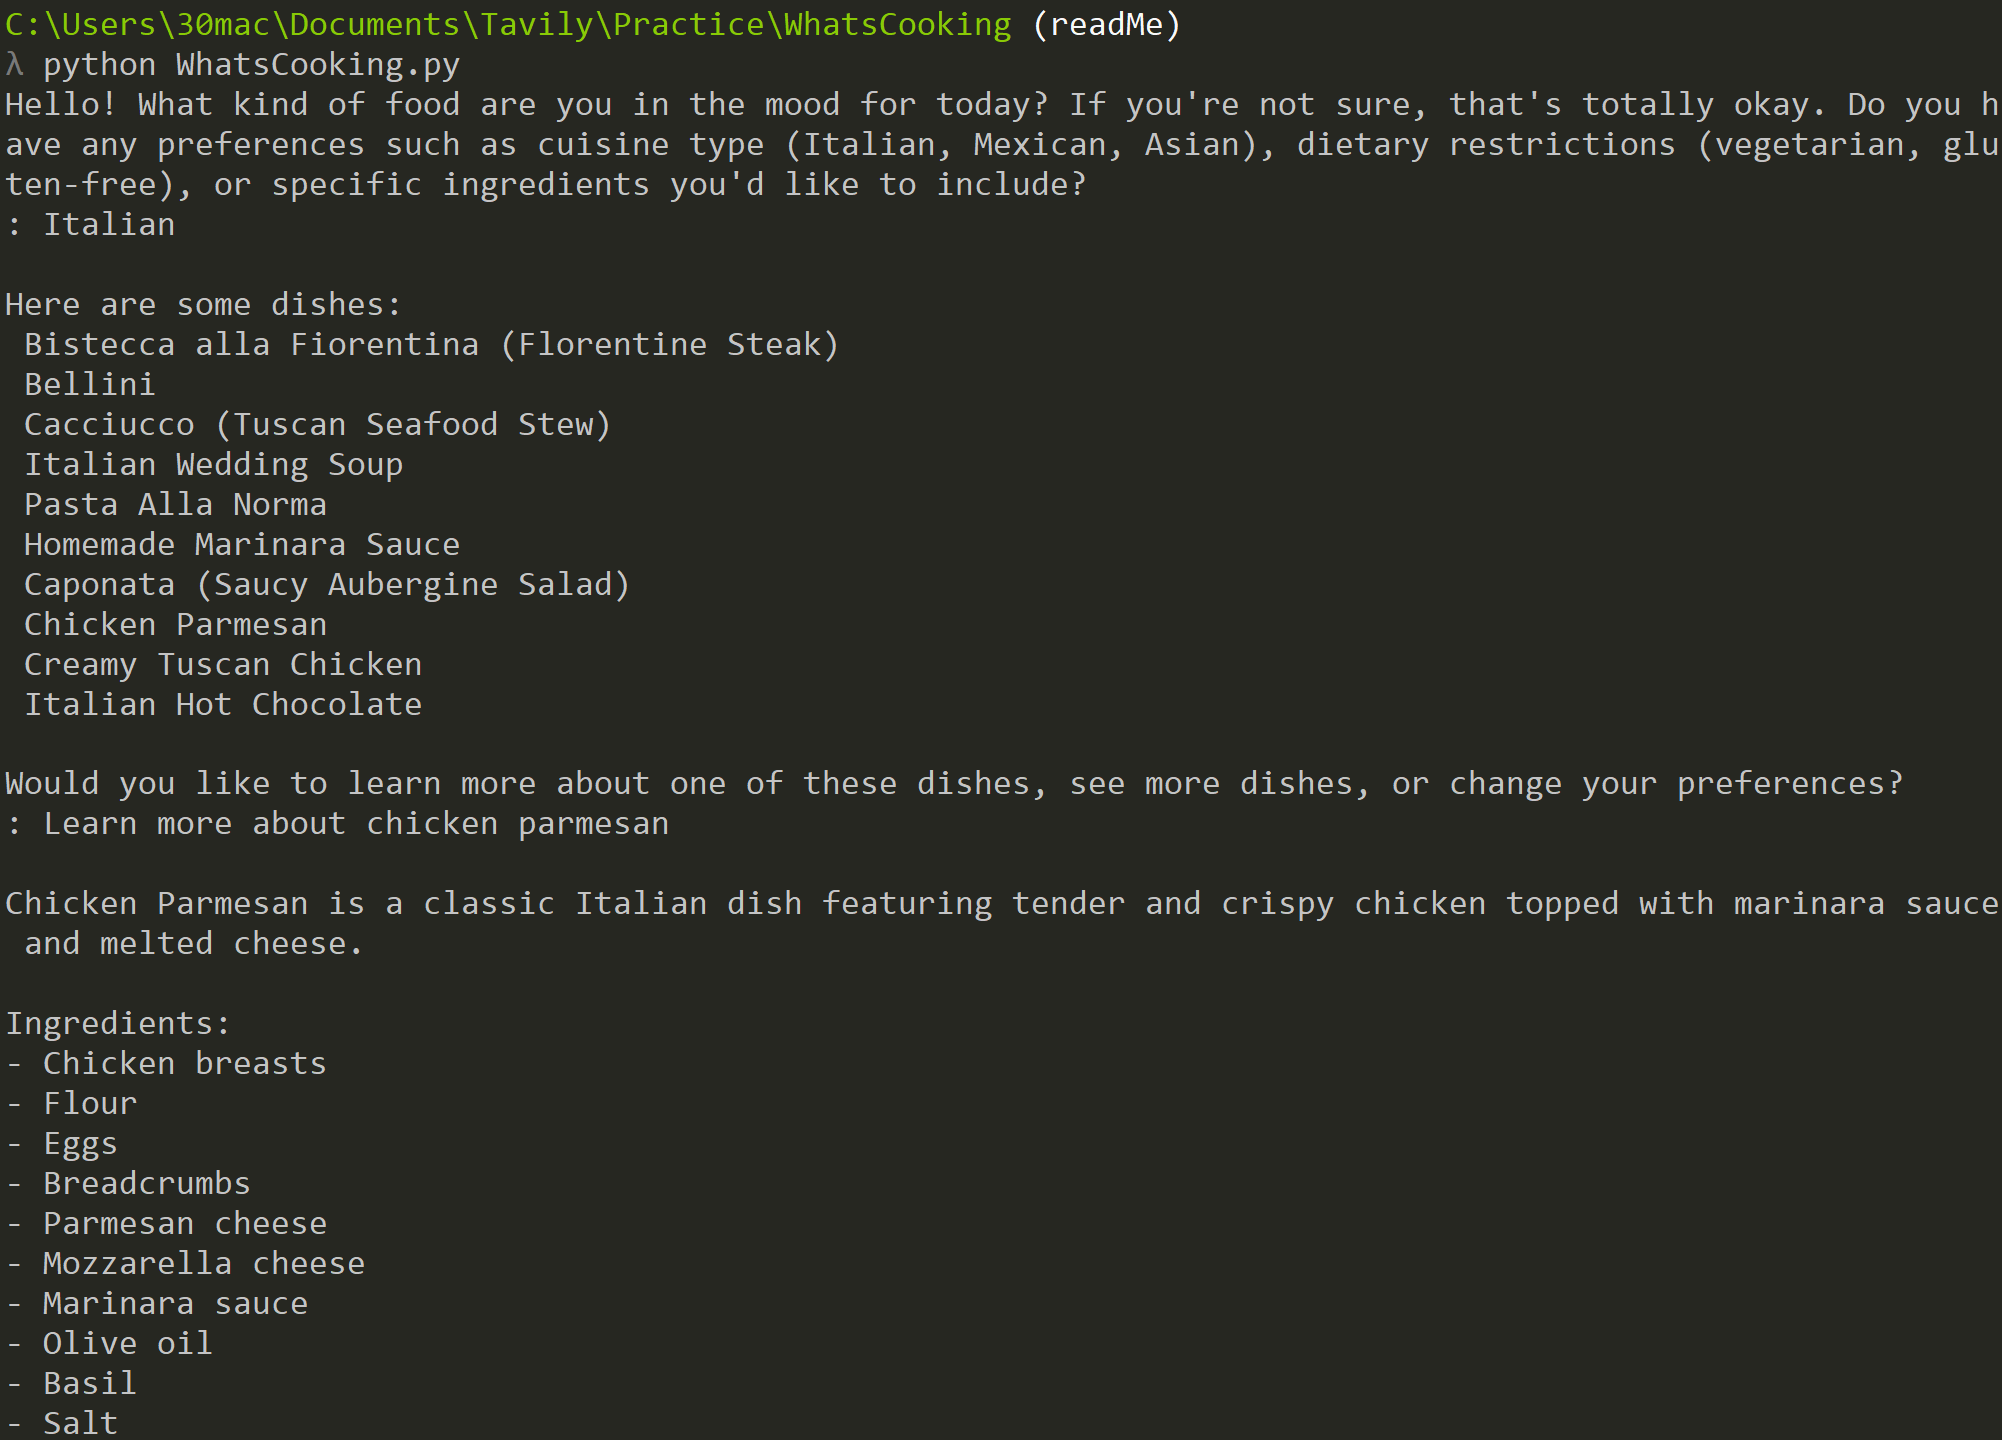 C:\Users\30mac\Documents\Tavily\Practice\WhatsCooking (readMe)
λ python WhatsCooking.py
Hello! What kind of food are you in the mood for today? If you're not sure, that's totally okay. Do you h
ave any preferences such as cuisine type (Italian, Mexican, Asian), dietary restrictions (vegetarian, glu
ten-free), or specific ingredients you'd like to include?
: Italian

Here are some dishes:
 Bistecca alla Fiorentina (Florentine Steak)
 Bellini
 Cacciucco (Tuscan Seafood Stew)
 Italian Wedding Soup
 Pasta Alla Norma
 Homemade Marinara Sauce
 Caponata (Saucy Aubergine Salad)
 Chicken Parmesan
 Creamy Tuscan Chicken
 Italian Hot Chocolate

Would you like to learn more about one of these dishes, see more dishes, or change your preferences?
: Learn more about chicken parmesan

Chicken Parmesan is a classic Italian dish featuring tender and crispy chicken topped with marinara sauce
 and melted cheese.

Ingredients:
- Chicken breasts
- Flour
- Eggs
- Breadcrumbs
- Parmesan cheese
- Mozzarella cheese
- Marinara sauce
- Olive oil
- Basil
- Salt